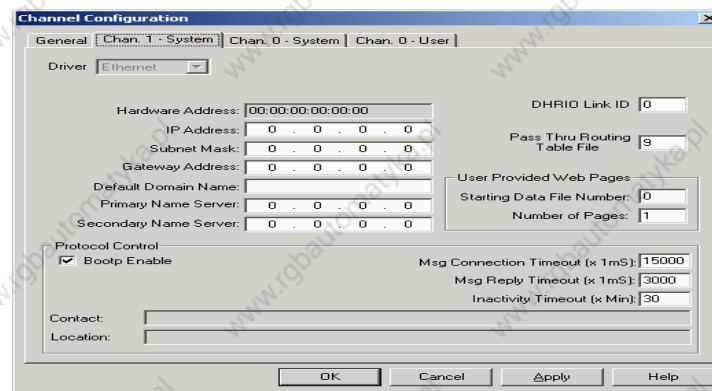 Channel Configuration
General Chan. 1 - System Chan. 0 - System Chan. 0 - User
Driver Ethernet
Hardware Address: 00:00:00:00:00:00
IP Address: 0 . 0 . 0 . 0
Subnet Mask: 0 . 0 . 0 . 0
Gateway Address: 0 . 0 . 0 . 0
Default Domain Name:
Primary Name Server: 0 . 0 . 0 . 0
Secondary Name Server: 0 . 0 . 0 . 0
DHRIO Link ID 0
Pass Thru Routing
Table File 9
User Provided Web Pages
Starting Data File Number: 0
Number of Pages: 1
Protocol Control
Bootp Enable
Msg Connection Timeout (x 1mS): 15000
Msg Reply Timeout (x 1mS): 3000
Inactivity Timeout (x Min): 30
Contact:
Location:
OK Cancel Apply Help
www.rgbautomatyka.pl